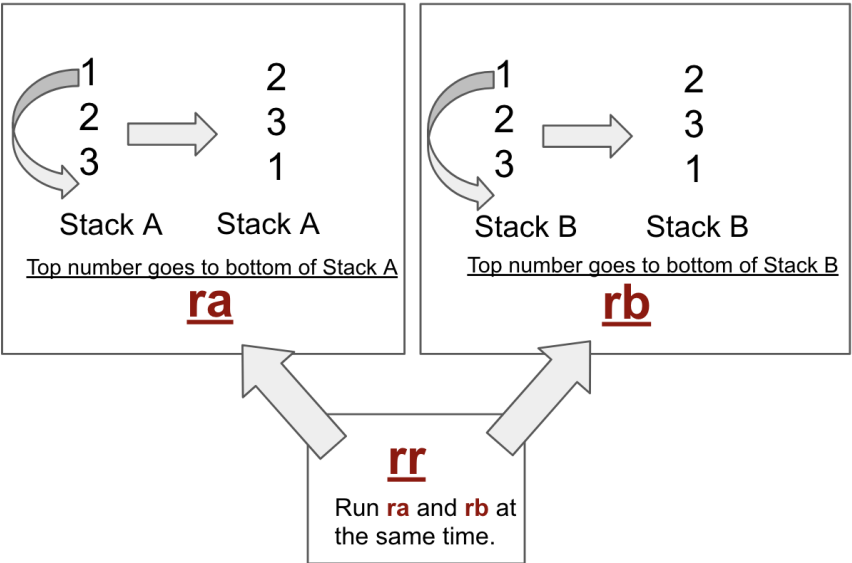 1 2
2 3
3 1
Stack A Stack A
Top number goes to bottom of Stack A
ra
1 2
2 3
3 1
Stack B Stack B
Top number goes to bottom of Stack B
rb
rr
Run ra and rb at
the same time.